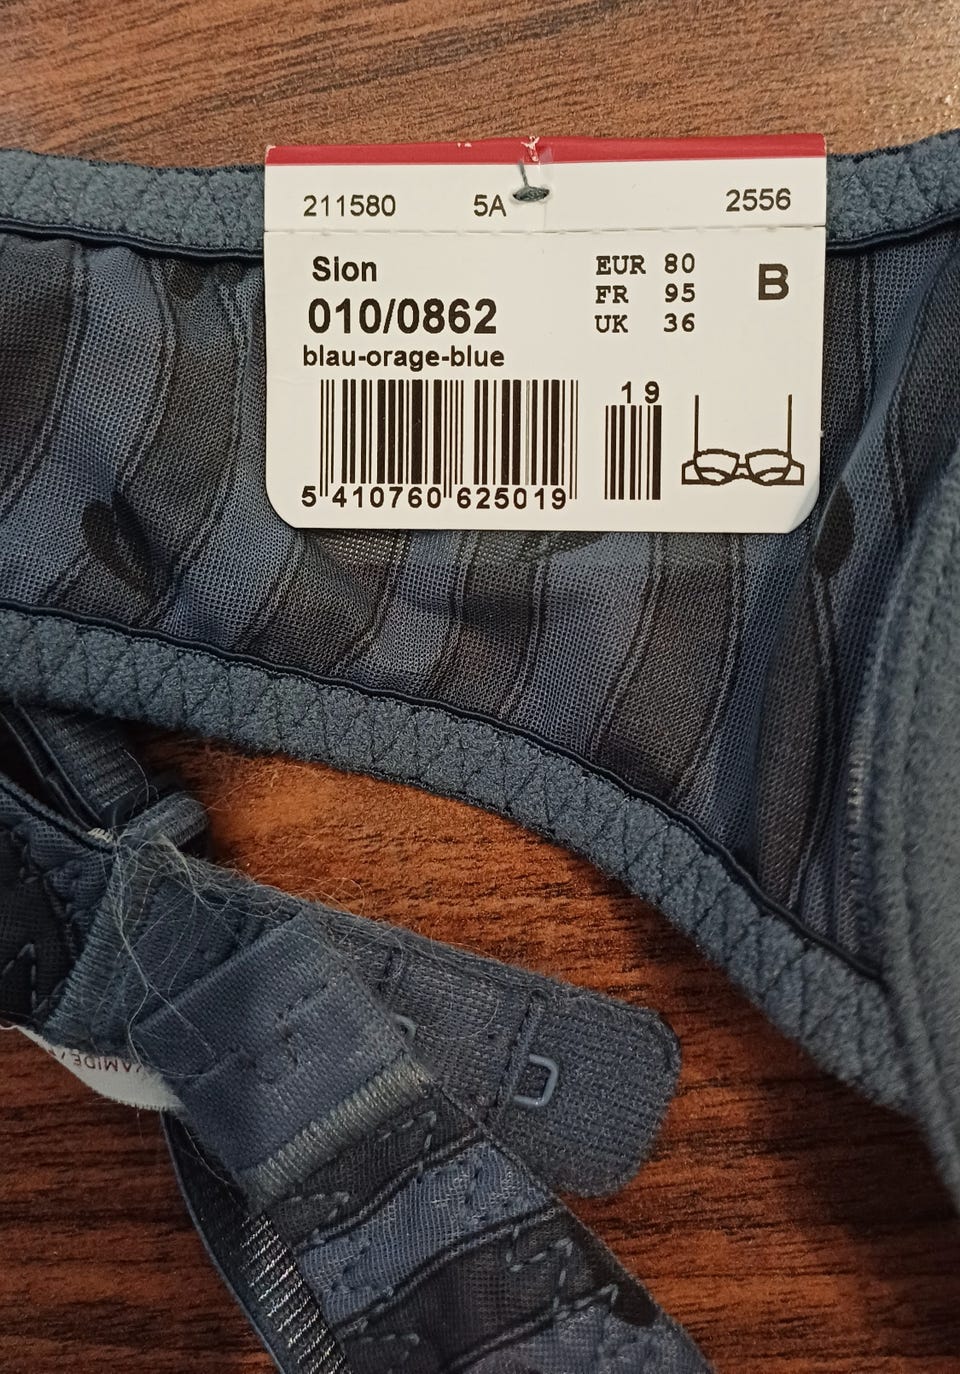 211580 5A 2556
Sion EUR 80 B
010/0862 FR 95
blau-orage-blue UK 36
19
5 410760 625019
AMIDE/